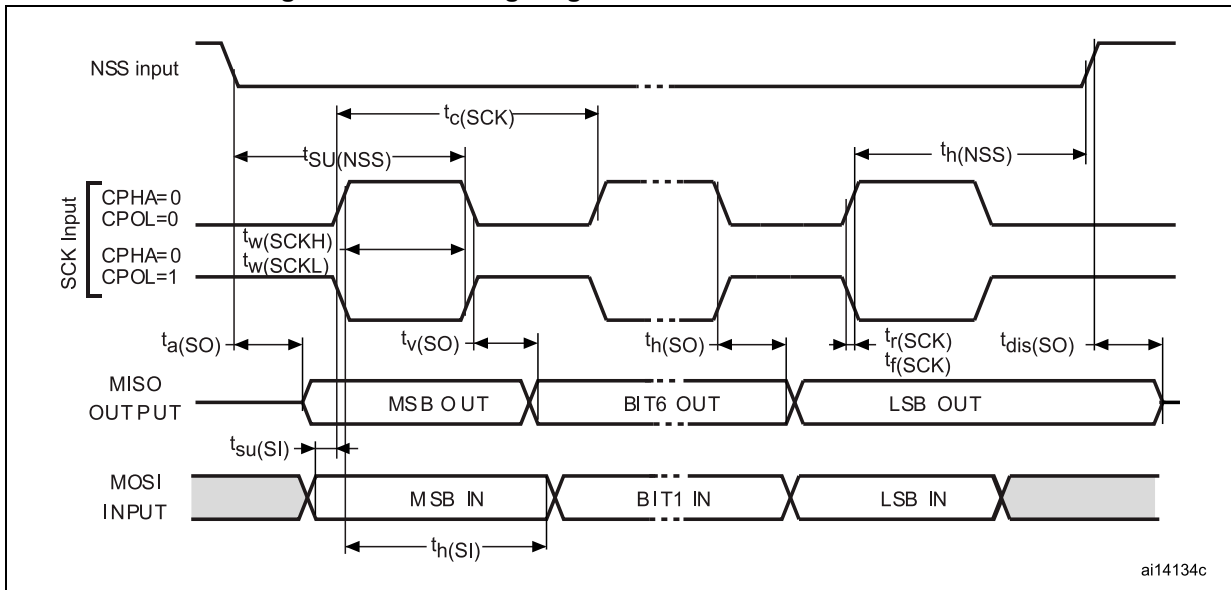 NSS input
tc(SCK)
tSU(NSS)
th(NSS)
SCK Input
CPHA=0
CPOL=0
tw(SCKH)
CPHA=0
tw(SCKL)
CPOL=1
ta(SO)
tv(SO)
th(SO)
tr(SCK)
tf(SCK)
tdis(SO)
MISO
OUTPUT
MSB OUT
BIT6 OUT
LSB OUT
tsu(SI)
MOSI
INPUT
MSB IN
BIT1 IN
LSB IN
th(SI)
ai14134c